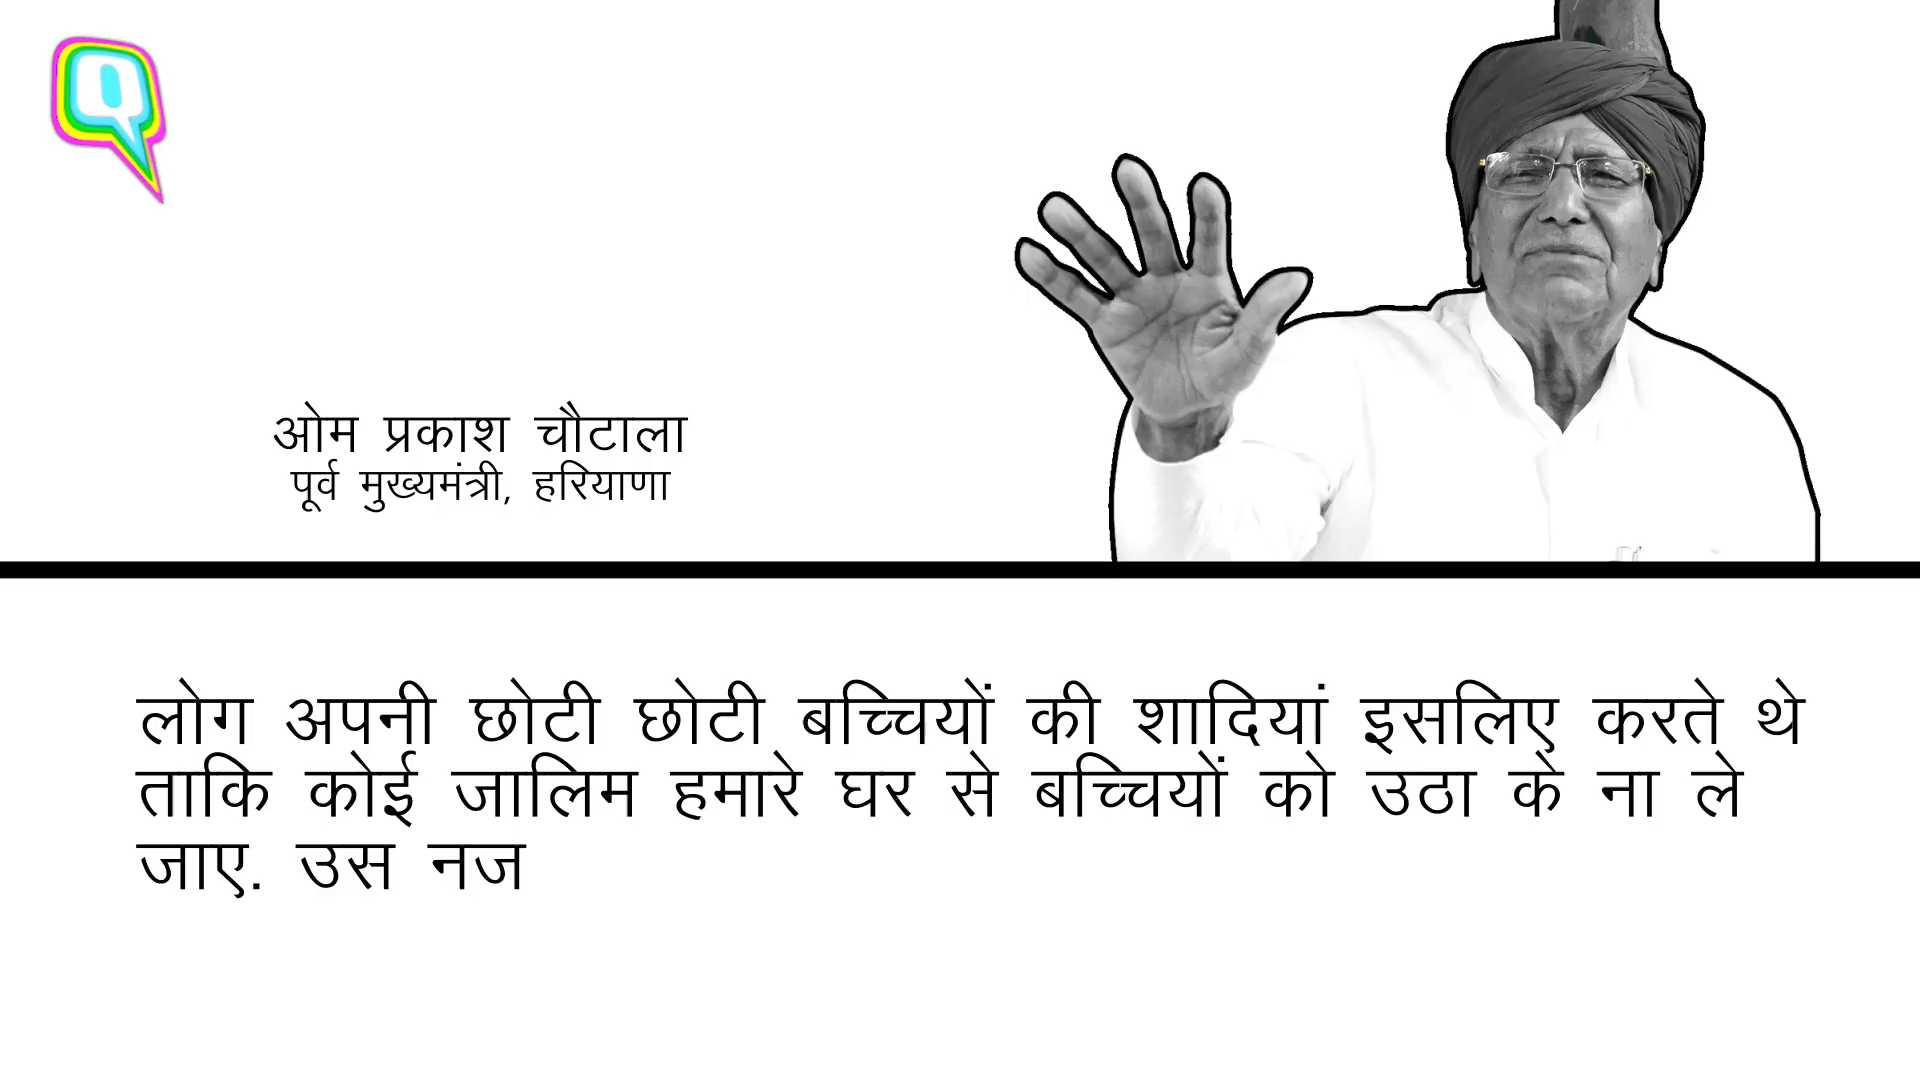 ओम प्रकाश चौटाला
पूर्व मुख्यमंत्री, हरियाणा
लोग अपनी छोटी छोटी बच्चियों की शादियां इसलिए करते थे
ताकि कोई जालिम हमारे घर से बच्चियों को उठा के ना ले
जाए. उस नज